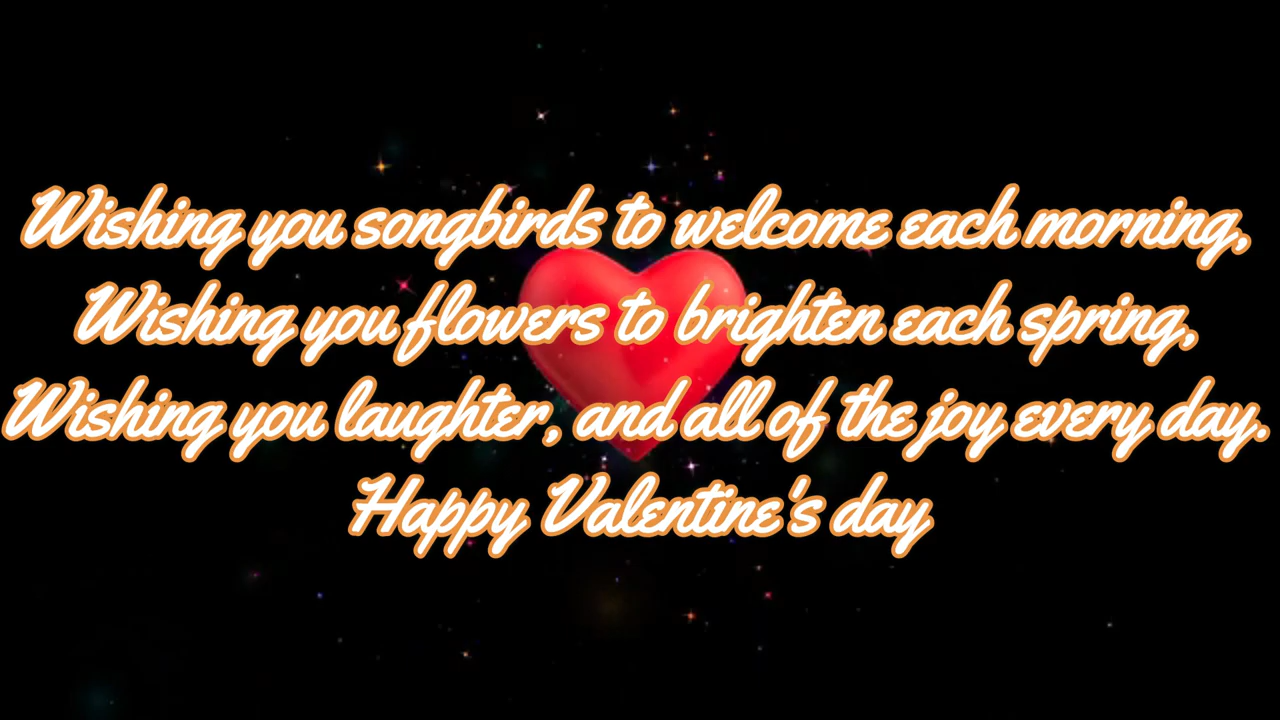 Wishing you songbirds to welcome each morning,
Wishing you flowers to brighten each spring,
Wishing you laughter, and all of the joy every day.
Happy Valentine's day